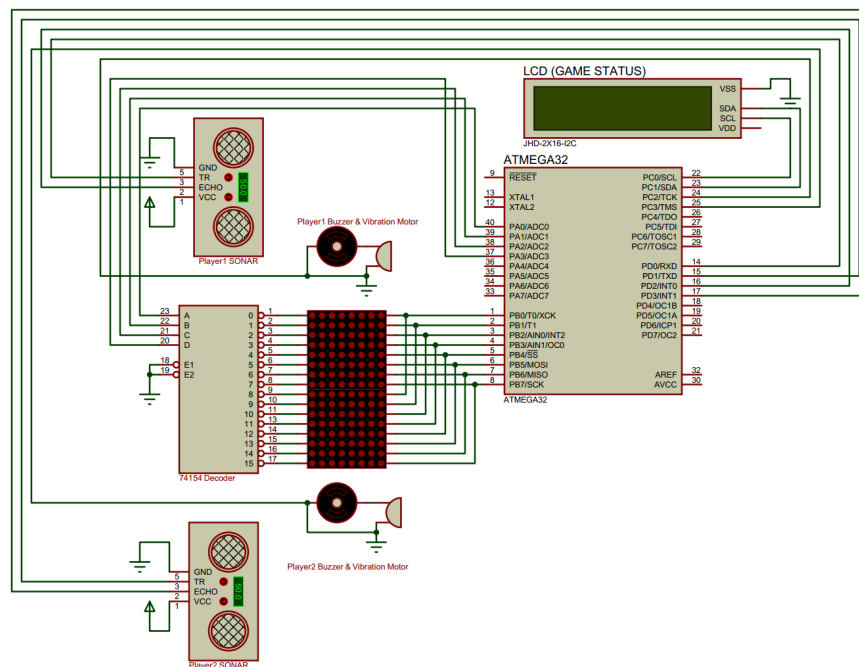 LCD (GAME STATUS)
VSS
SDA
SCL
VDD
JHD-2X16-I2C
ATMEGA32
9 RESET PC0/SCL 22
PC1/SDA 23
13 XTAL1 PC2/TCK 24
12 XTAL2 PC3/TMS 25
PC4/TDO 26
40 PA0/ADC0 PC5/TDI 27
39 PA1/ADC1 PC6/TOSC1 28
38 PA2/ADC2 PC7/TOSC2 29
37 PA3/ADC3
36 PA4/ADC4 PD0/RXD 14
35 PA5/ADC5 PD1/TXD 15
34 PA6/ADC6 PD2/INT0 16
33 PA7/ADC7 PD3/INT1 17
PD4/OC1B 18
1 PB0/T0/XCK PD5/OC1A 19
2 PB1/T1 PD6/ICP1 20
3 PB2/AIN0/INT2 PD7/OC2 21
4 PB3/AIN1/OC0
5 PB4/SS
6 PB5/MOSI
7 PB6/MISO AREF 32
8 PB7/SCK AVCC 30
ATMEGA32
GND
5 TR
3 ECHO
2 VCC
1
50.0
Player1 SONAR
Player1 Buzzer & Vibration Motor
23 A 0 1
22 B 1 2
21 C 2 3
20 D 3 4
4 5
18 E1 5 6
19 E2 6 7
7 8
8 9
9 10
10 11
11 13
12 14
13 15
14 16
15 17
74154 Decoder
Player2 Buzzer & Vibration Motor
GND
5 TR
3 ECHO
2 VCC
1
50.0
Player2 SONAR